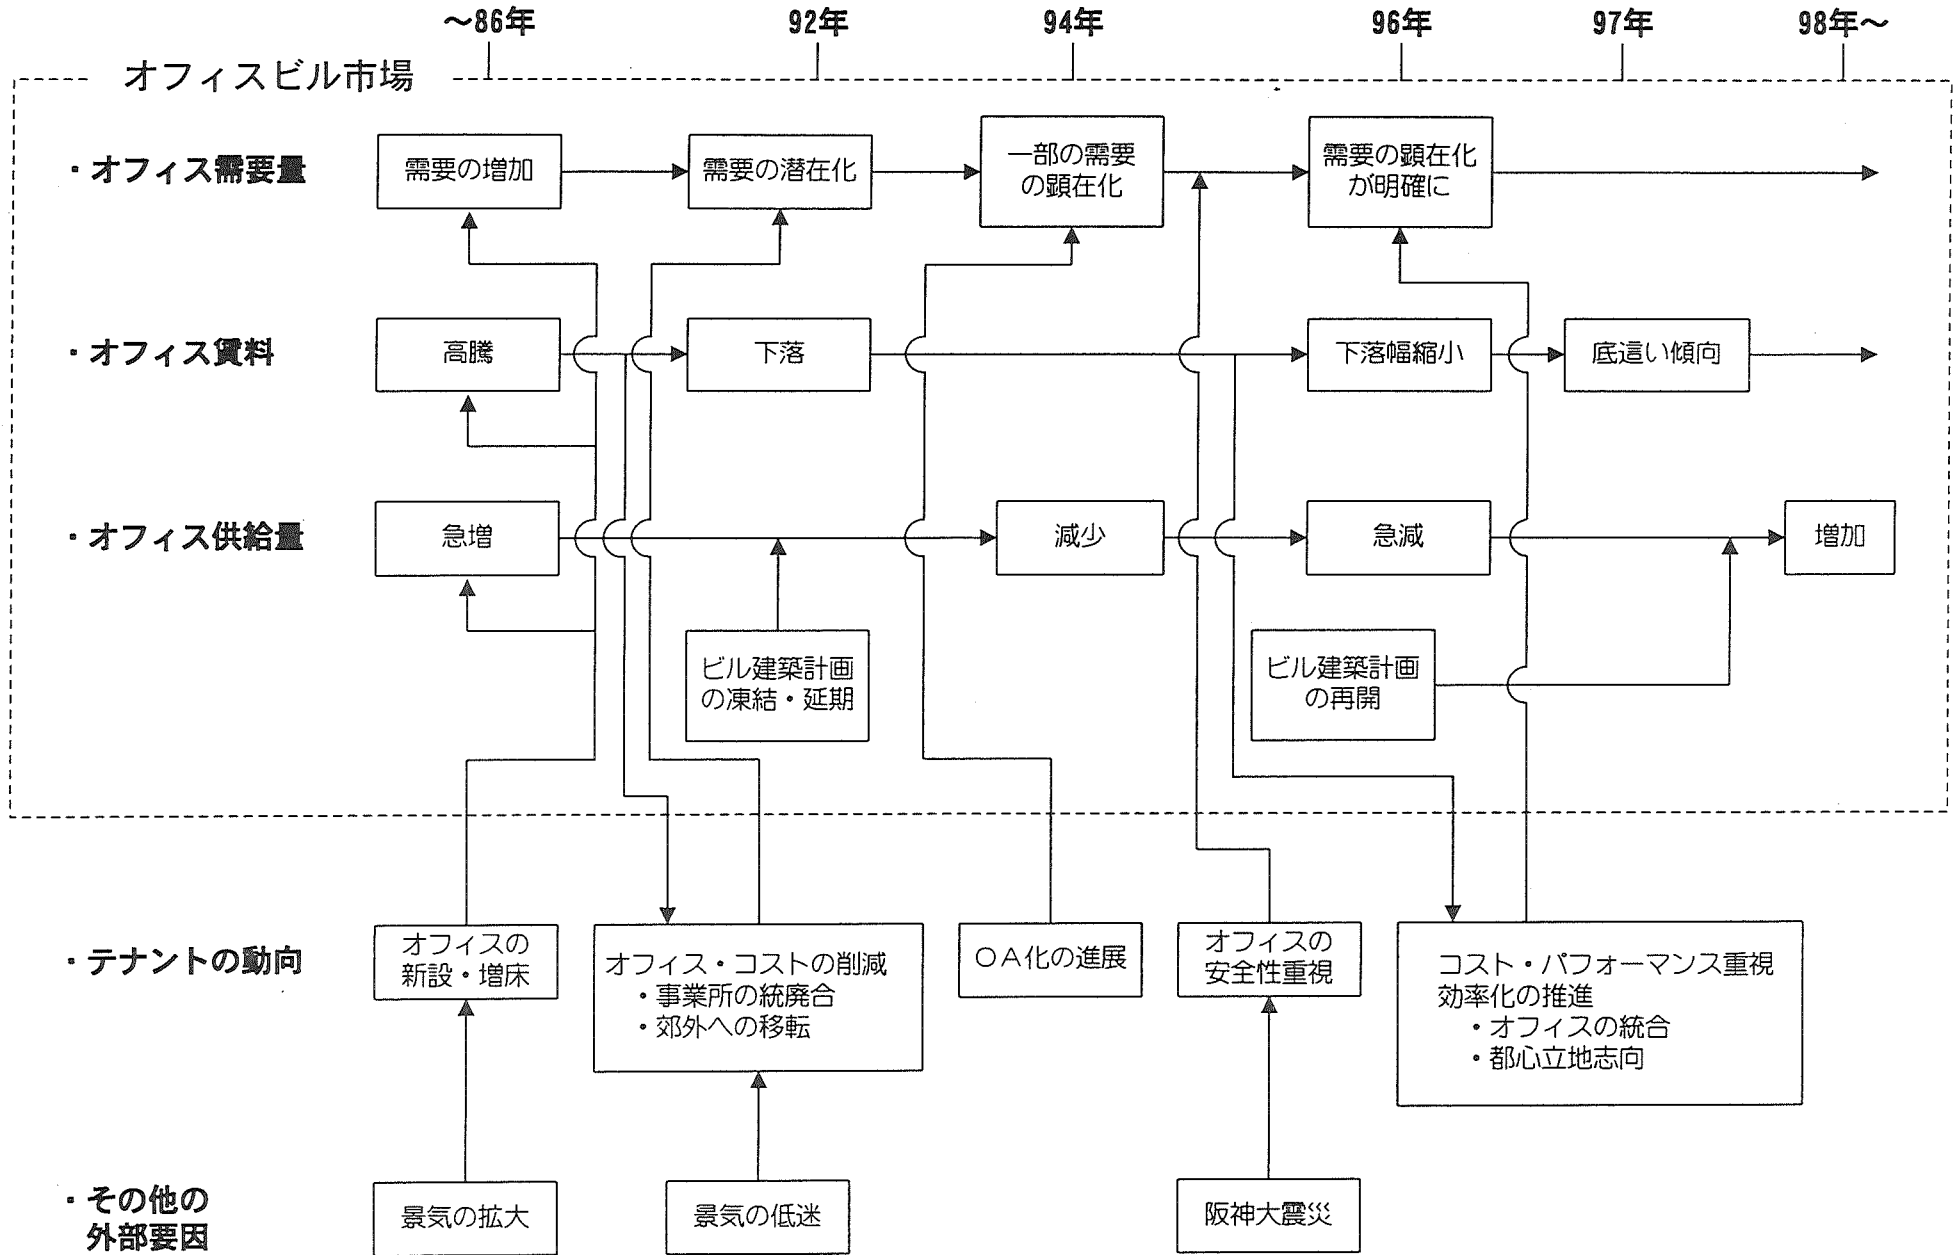 ～86年
92年
94年
96年
97年
98年～
オフィスビル市場
・オフィス需要量
需要の増加
需要の潜在化
一部の需要
の顕在化
需要の顕在化
が明確に
・オフィス賃料
高騰
下落
下落幅縮小
底這い傾向
・オフィス供給量
急増
減少
急減
増加
ビル建築計画
の凍結・延期
ビル建築計画
の再開
・テナントの動向
オフィスの
新設・増床
オフィス・コストの削減
・事業所の統廃合
・郊外への移転
OA化の進展
オフィスの
安全性重視
コスト・パフォーマンス重視
効率化の推進
・オフィスの統合
・都心立地志向
・その他の
外部要因
景気の拡大
景気の低迷
阪神大震災